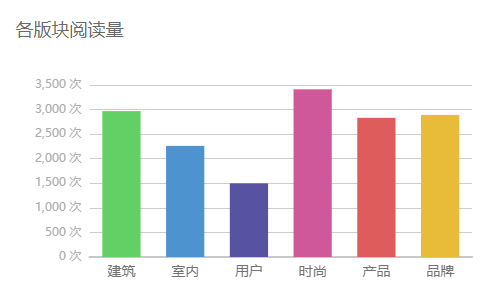 各版块阅读量
3,500 次
3,000 次
2,500 次
2,000 次
1,500 次
1,000 次
500 次
0 次
建筑 室内 用户 时尚 产品 品牌